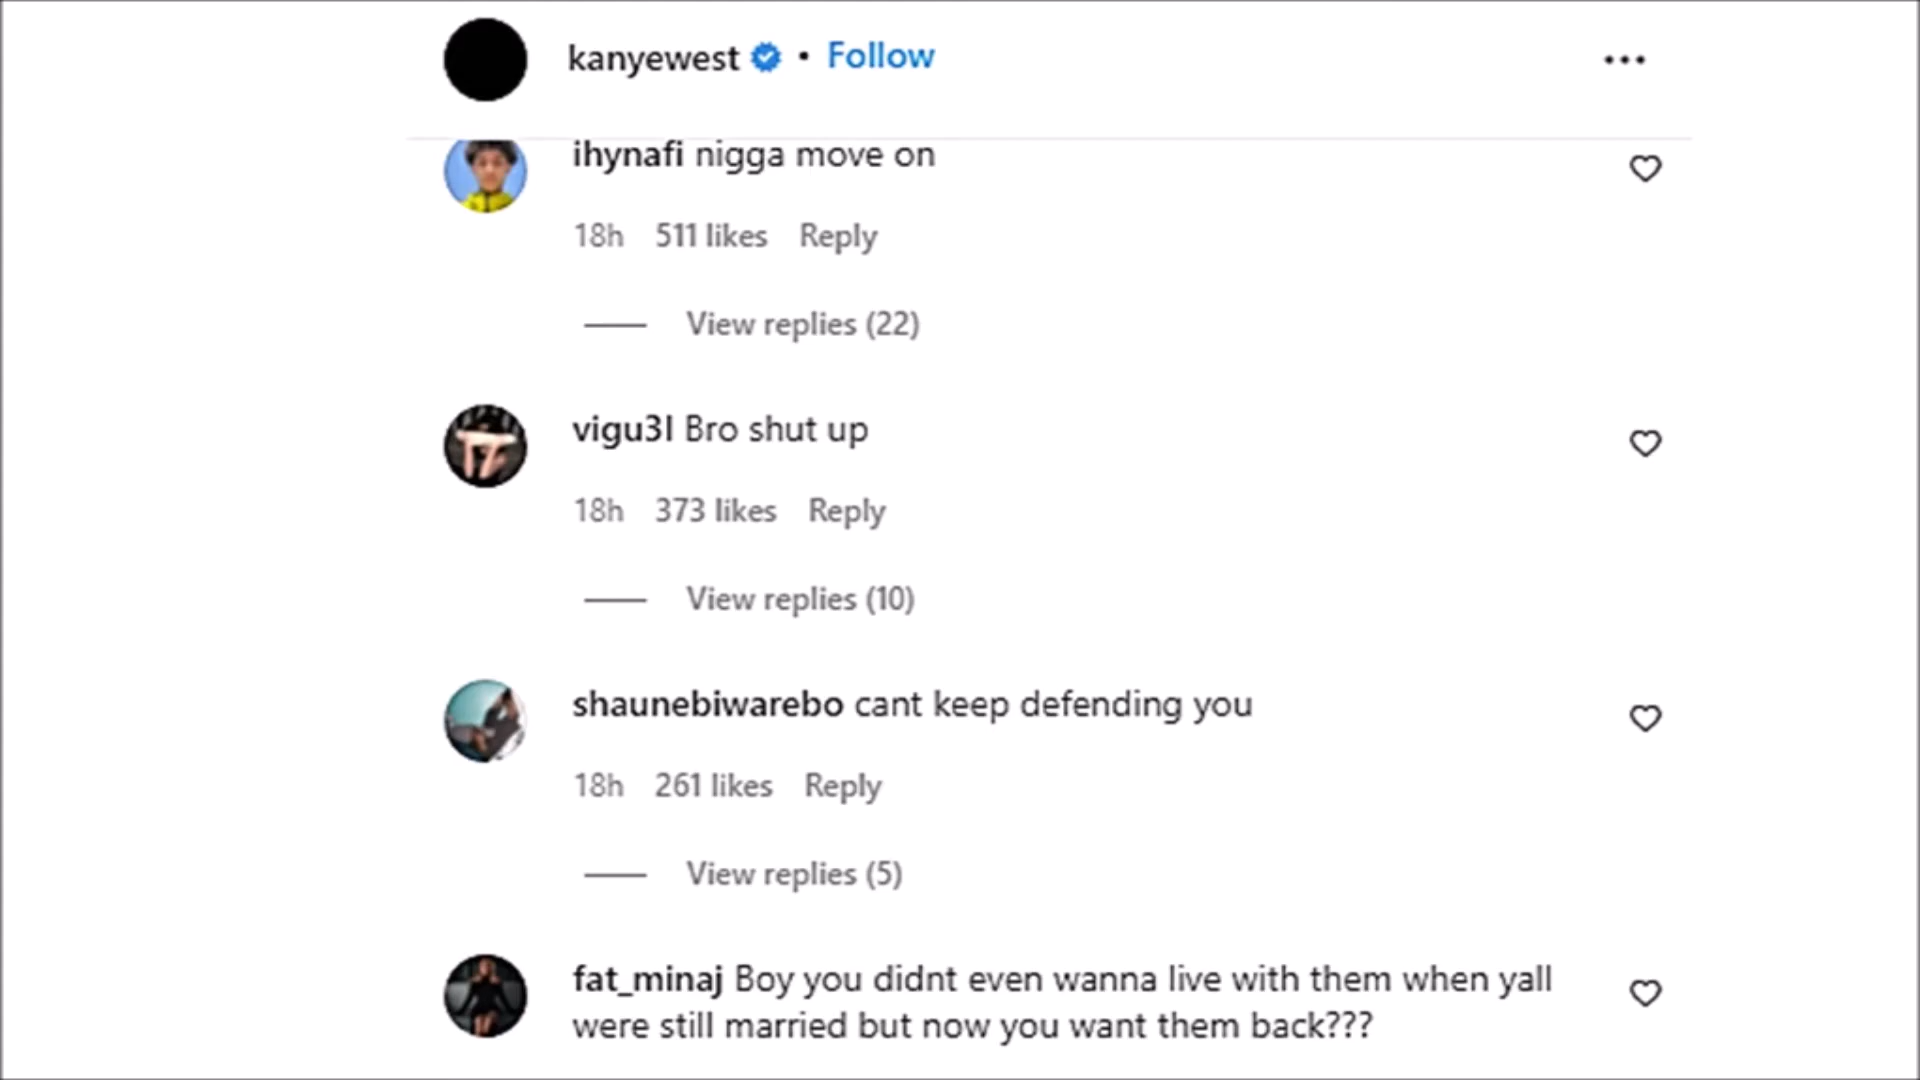 kanyewest • Follow
ihynafi nigga move on
18h 511 likes Reply
View replies (22)
vigu3l Bro shut up
18h 373 likes Reply
View replies (10)
shaunebiwarebo cant keep defending you
18h 261 likes Reply
View replies (5)
fat_minaj Boy you didnt even wanna live with them when yall
were still married but now you want them back???